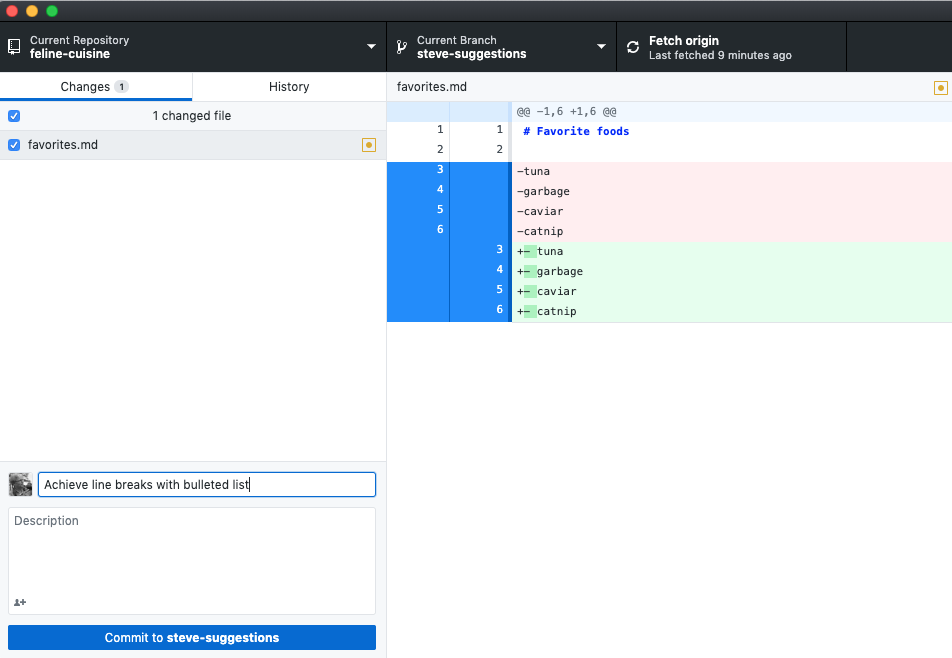 Current Repository
feline-cuisine
Current Branch
steve-suggestions
Fetch origin
Last fetched 9 minutes ago
Changes 1
History
1 changed file
favorites.md
Achieve line breaks with bulleted list
Description
Commit to steve-suggestions
favorites.md
@@ -1,6 +1,6 @@
1 1 # Favorite foods
2 2
3 -tuna
4 -garbage
5 -caviar
6 -catnip
3 +- tuna
4 +- garbage
5 +- caviar
6 +- catnip